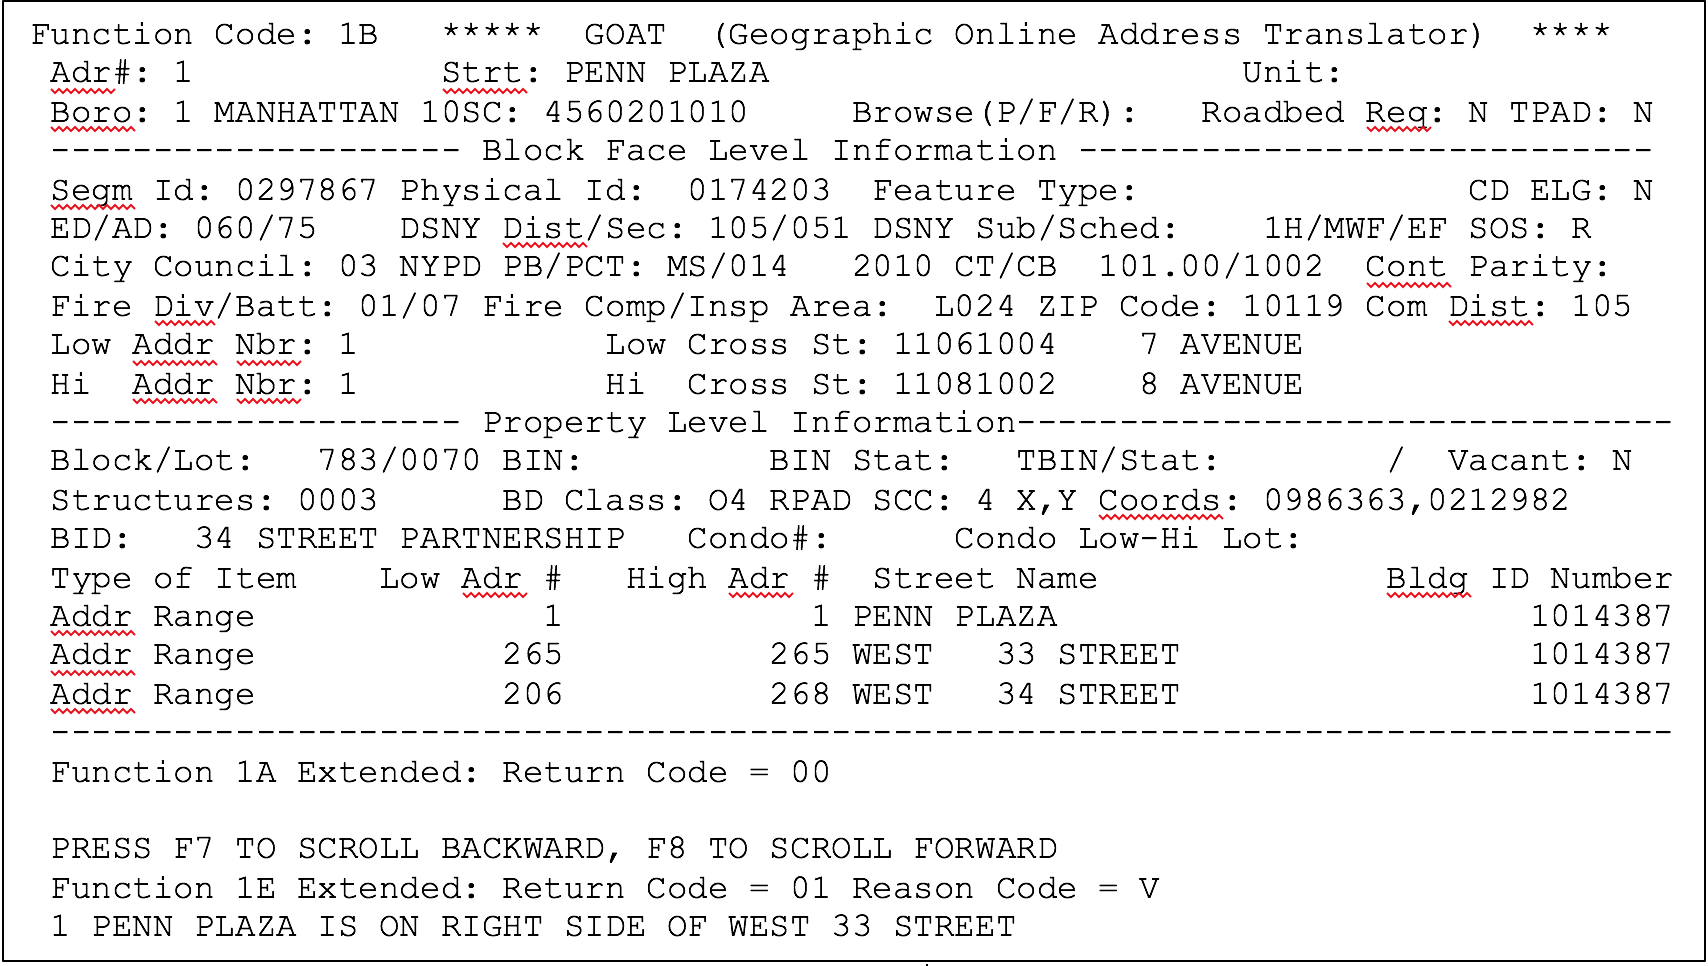 Function Code: 1B   *****  GOAT  (Geographic Online Address Translator)  ****
Adr#: 1             Strt: PENN PLAZA                       Unit:
Boro: 1 MANHATTAN 10SC: 4560201010     Browse(P/F/R):   Roadbed Req: N TPAD: N
-------------------- Block Face Level Information ----------------------------
Segm Id: 0297867 Physical Id:  0174203  Feature Type:                CD ELG: N
ED/AD: 060/75    DSNY Dist/Sec: 105/051 DSNY Sub/Sched:    1H/MWF/EF SOS: R
City Council: 03 NYPD PB/PCT: MS/014   2010 CT/CB  101.00/1002  Cont Parity:
Fire Div/Batt: 01/07 Fire Comp/Insp Area:  L024 ZIP Code: 10119 Com Dist: 105
Low Addr Nbr: 1            Low Cross St: 11061004    7 AVENUE
Hi  Addr Nbr: 1            Hi  Cross St: 11081002    8 AVENUE
-------------------- Property Level Information--------------------------------
Block/Lot:   783/0070 BIN:         BIN Stat:  TBIN/Stat:        /  Vacant: N
Structures: 0003      BD Class: O4 RPAD SCC: 4 X,Y Coords: 0986363,0212982
BID:   34 STREET PARTNERSHIP   Condo#:      Condo Low-Hi Lot:
Type of Item    Low Adr #   High Adr #  Street Name              Bldg ID Number
Addr Range              1            1 PENN PLAZA                       1014387
Addr Range            265          265 WEST   33 STREET                 1014387
Addr Range            206          268 WEST   34 STREET                 1014387
-------------------------------------------------------------------------------
Function 1A Extended: Return Code = 00
PRESS F7 TO SCROLL BACKWARD, F8 TO SCROLL FORWARD
Function 1E Extended: Return Code = 01 Reason Code = V
1 PENN PLAZA IS ON RIGHT SIDE OF WEST 33 STREET